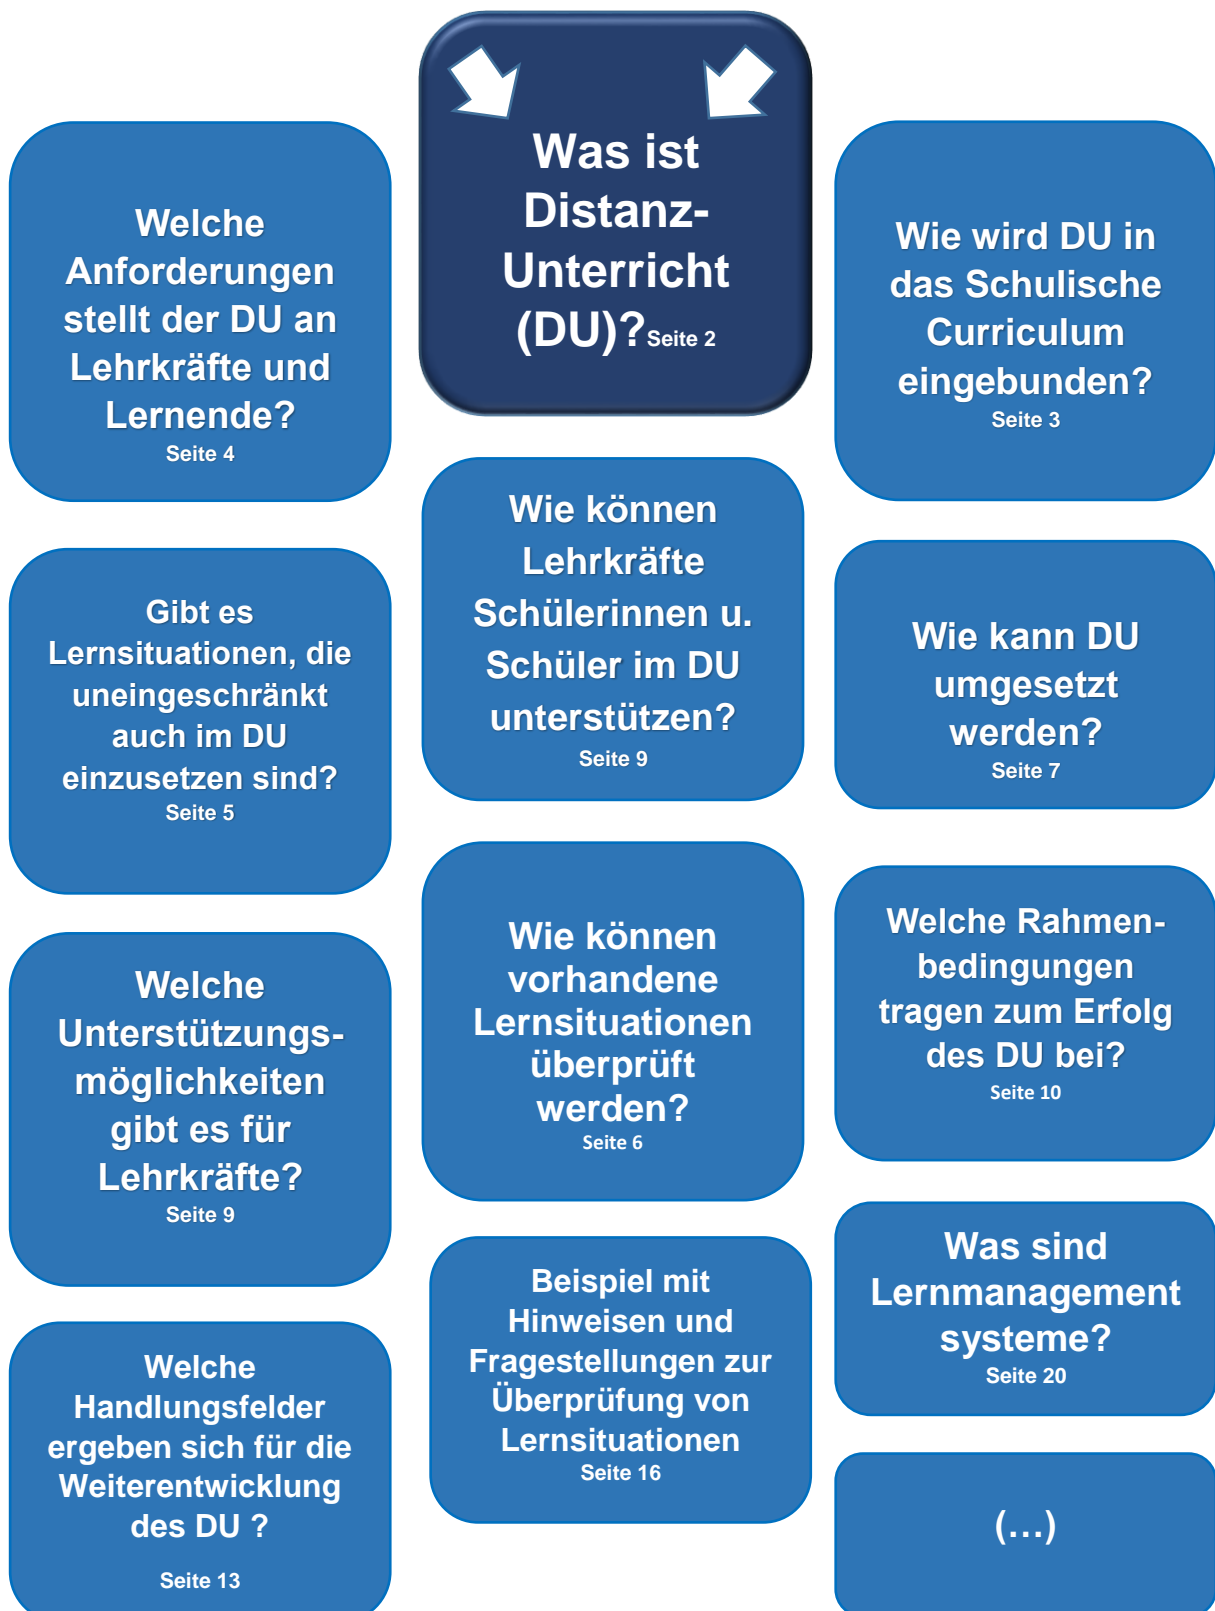 Was ist
Distanz-
Unterricht
(DU)? Seite 2
Welche
Anforderungen
stellt der DU an
Lehrkräfte und
Lernende?
Seite 4
Wie wird DU in
das Schulische
Curriculum
eingebunden?
Seite 3
Wie können
Lehrkräfte
Schülerinnen u.
Schüler im DU
unterstützen?
Seite 9
Gibt es
Lernsituationen, die
uneingeschränkt
auch im DU
einzusetzen sind?
Seite 5
Wie kann DU
umgesetzt
werden?
Seite 7
Wie können
vorhandene
Lernsituationen
überprüft
werden?
Seite 6
Welche Rahmen-
bedingungen
tragen zum Erfolg
des DU bei?
Seite 10
Welche
Unterstützungs-
möglichkeiten
gibt es für
Lehrkräfte?
Seite 9
Was sind
Lernmanagement
systeme?
Seite 20
Beispiel mit
Hinweisen und
Fragestellungen zur
Überprüfung von
Lernsituationen
Seite 16
Welche
Handlungsfelder
ergeben sich für die
Weiterentwicklung
des DU ?
Seite 13
(…)